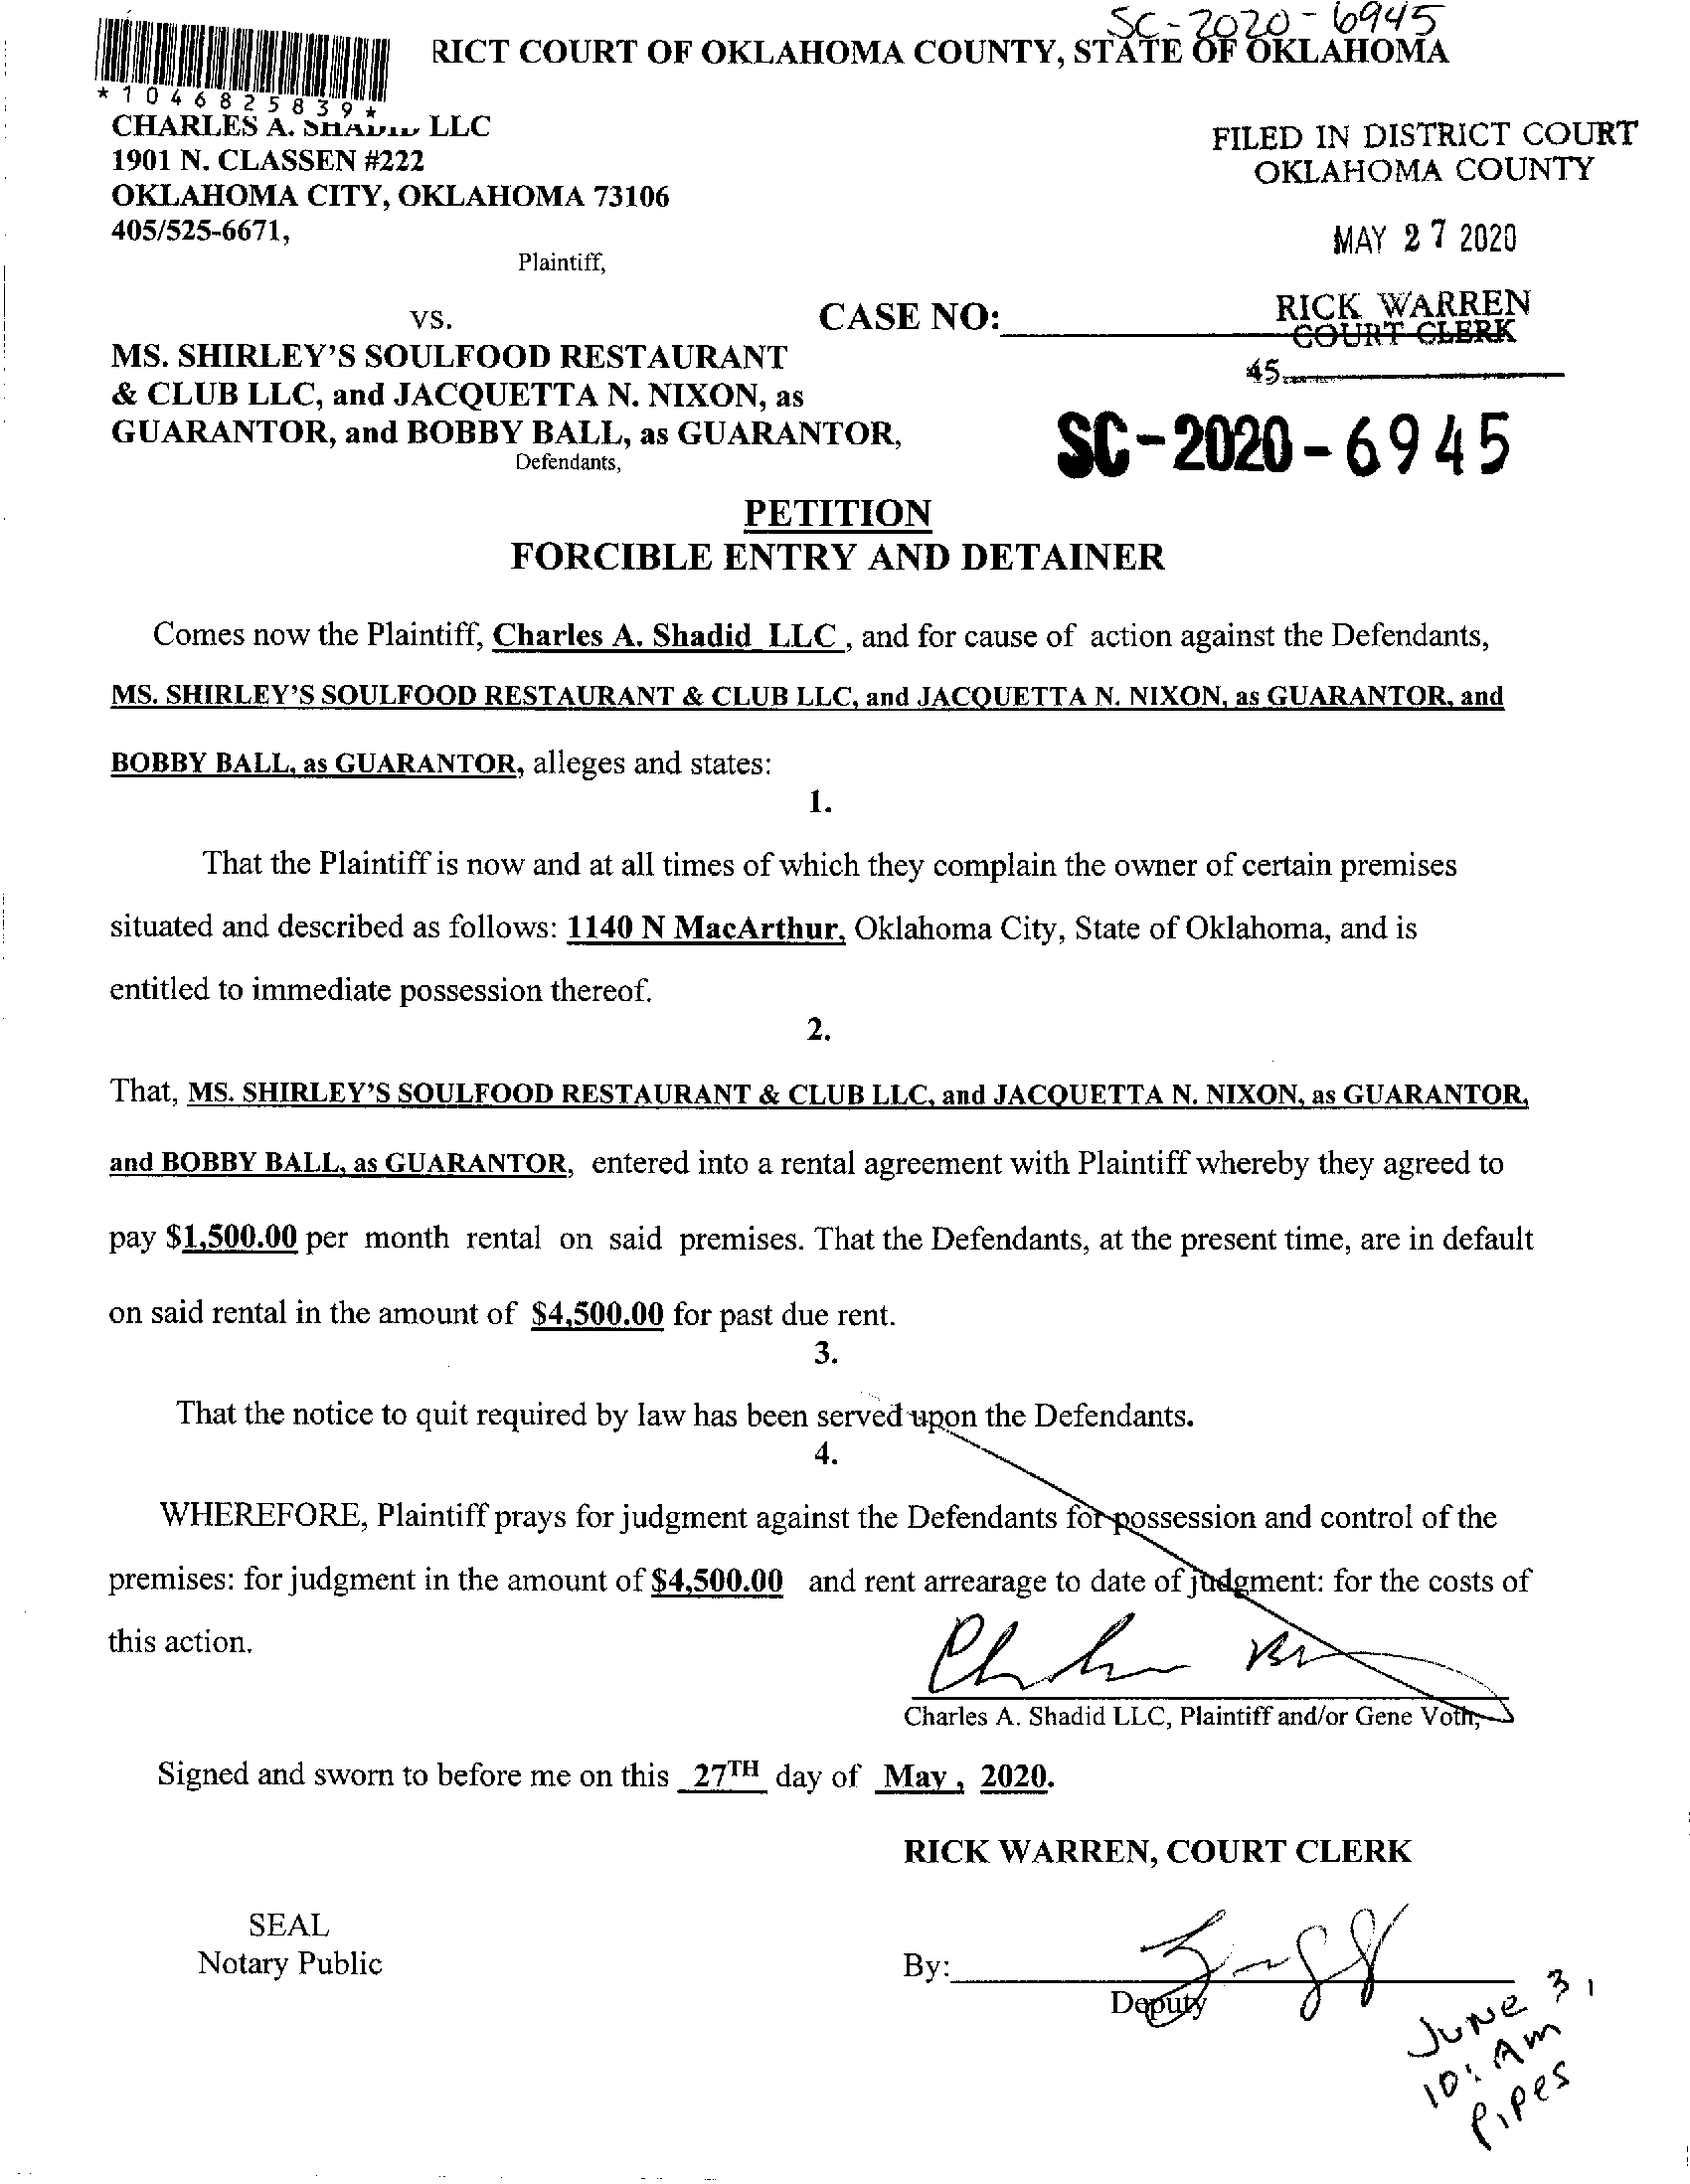 SC-2020-6945
RICT COURT OF OKLAHOMA COUNTY, STATE OF OKLAHOMA
*1046825839*
CHARLES A. SHADID LLC
1901 N. CLASSEN #222
OKLAHOMA CITY, OKLAHOMA 73106
405/525-6671,
Plaintiff,
FILED IN DISTRICT COURT
OKLAHOMA COUNTY
MAY 27 2020
RICK WARREN
COURT CLERK
45
vs.
CASE NO:
MS. SHIRLEY'S SOULFOOD RESTAURANT
& CLUB LLC, and JACQUETTA N. NIXON, as
GUARANTOR, and BOBBY BALL, as GUARANTOR,
Defendants,
SC-2020-6945
PETITION
FORCIBLE ENTRY AND DETAINER
Comes now the Plaintiff, Charles A. Shadid LLC , and for cause of action against the Defendants,
MS. SHIRLEY'S SOULFOOD RESTAURANT & CLUB LLC, and JACQUETTA N. NIXON, as GUARANTOR, and
BOBBY BALL, as GUARANTOR, alleges and states:
1.
That the Plaintiff is now and at all times of which they complain the owner of certain premises
situated and described as follows: 1140 N MacArthur, Oklahoma City, State of Oklahoma, and is
entitled to immediate possession thereof.
2.
That, MS. SHIRLEY'S SOULFOOD RESTAURANT & CLUB LLC, and JACQUETTA N. NIXON, as GUARANTOR,
and BOBBY BALL, as GUARANTOR, entered into a rental agreement with Plaintiff whereby they agreed to
pay $1,500.00 per month rental on said premises. That the Defendants, at the present time, are in default
on said rental in the amount of $4,500.00 for past due rent.
3.
That the notice to quit required by law has been served upon the Defendants.
4.
WHEREFORE, Plaintiff prays for judgment against the Defendants for possession and control of the
premises: for judgment in the amount of $4,500.00 and rent arrearage to date of judgment: for the costs of
this action.
Charles A. Shadid LLC, Plaintiff and/or Gene Voth,
Signed and sworn to before me on this 27TH day of May , 2020.
RICK WARREN, COURT CLERK
SEAL
Notary Public
By:
Deputy
June 3,
10: AM
Pipes